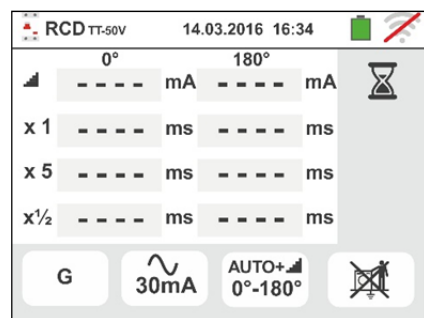 RCD TT-50V 14.03.2016 16:34
0° 180°
---- mA ---- mA
x 1 ---- ms ---- ms
x 5 ---- ms ---- ms
x½ ---- ms ---- ms
G 30mA AUTO+ 0°-180°